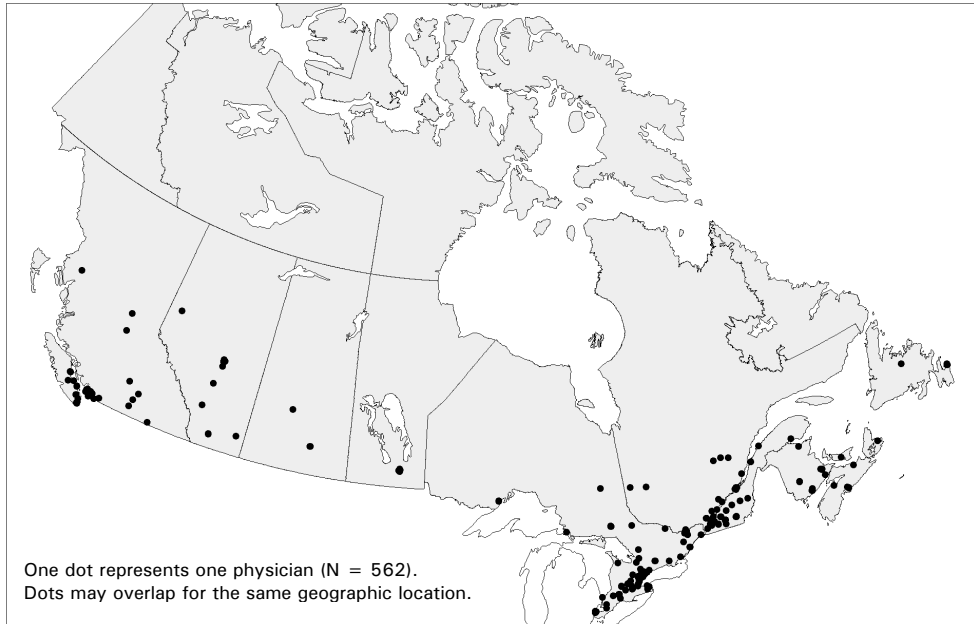 One dot represents one physician (N = 562).
Dots may overlap for the same geographic location.